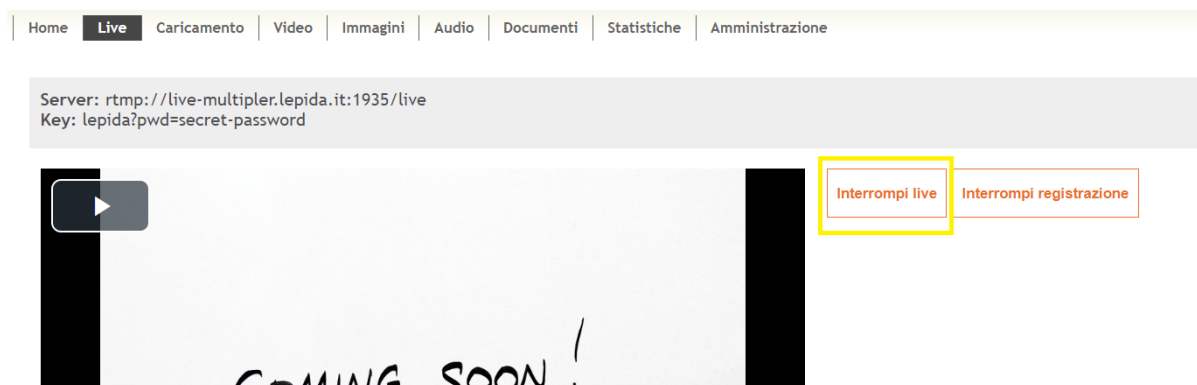 Home Live Caricamento Video Immagini Audio Documenti Statistiche Amministrazione
Server: rtmp://live-multipler.lepida.it:1935/live
Key: lepida?pwd=secret-password
Interrompi live Interrompi registrazione
COMING SOON!